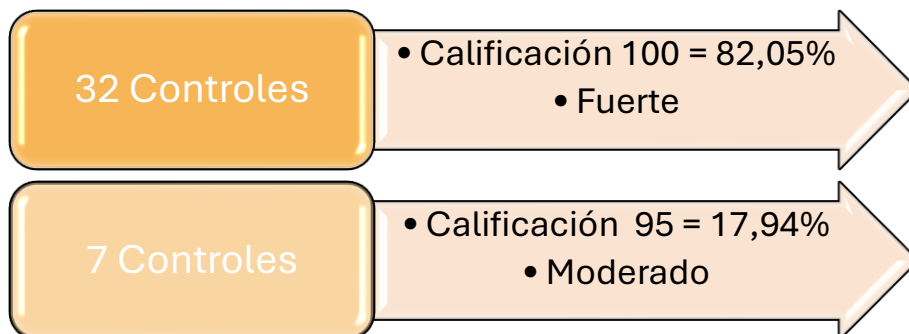 32 Controles
• Calificación 100 = 82,05%
• Fuerte
7 Controles
• Calificación 95 = 17,94%
• Moderado